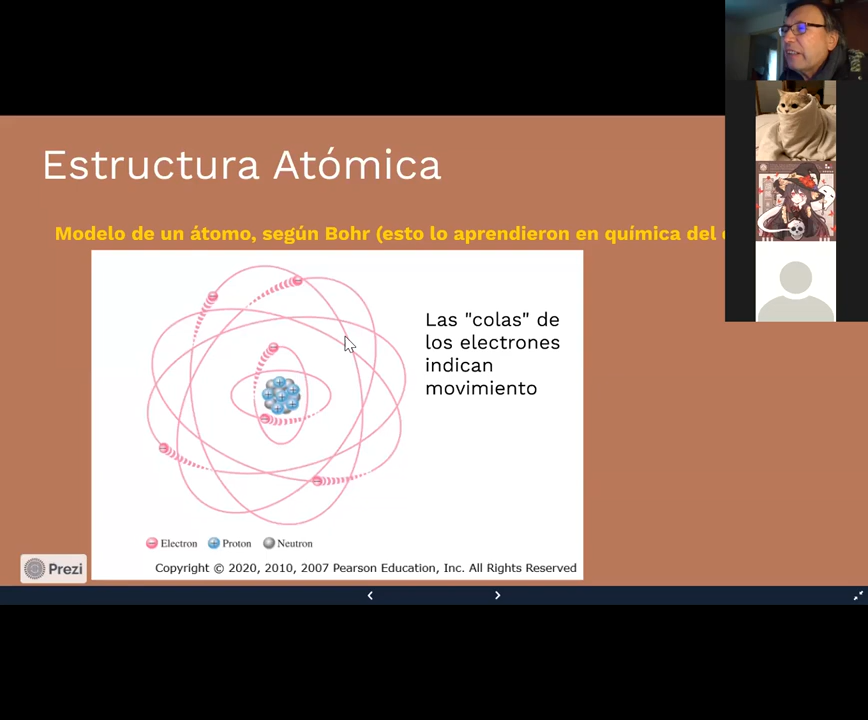 Estructura Atómica
Modelo de un átomo, según Bohr (esto lo aprendieron en química del
Las "colas" de
los electrones
indican
movimiento
Electron Proton Neutron
Copyright © 2020, 2010, 2007 Pearson Education, Inc. All Rights Reserved
Prezi